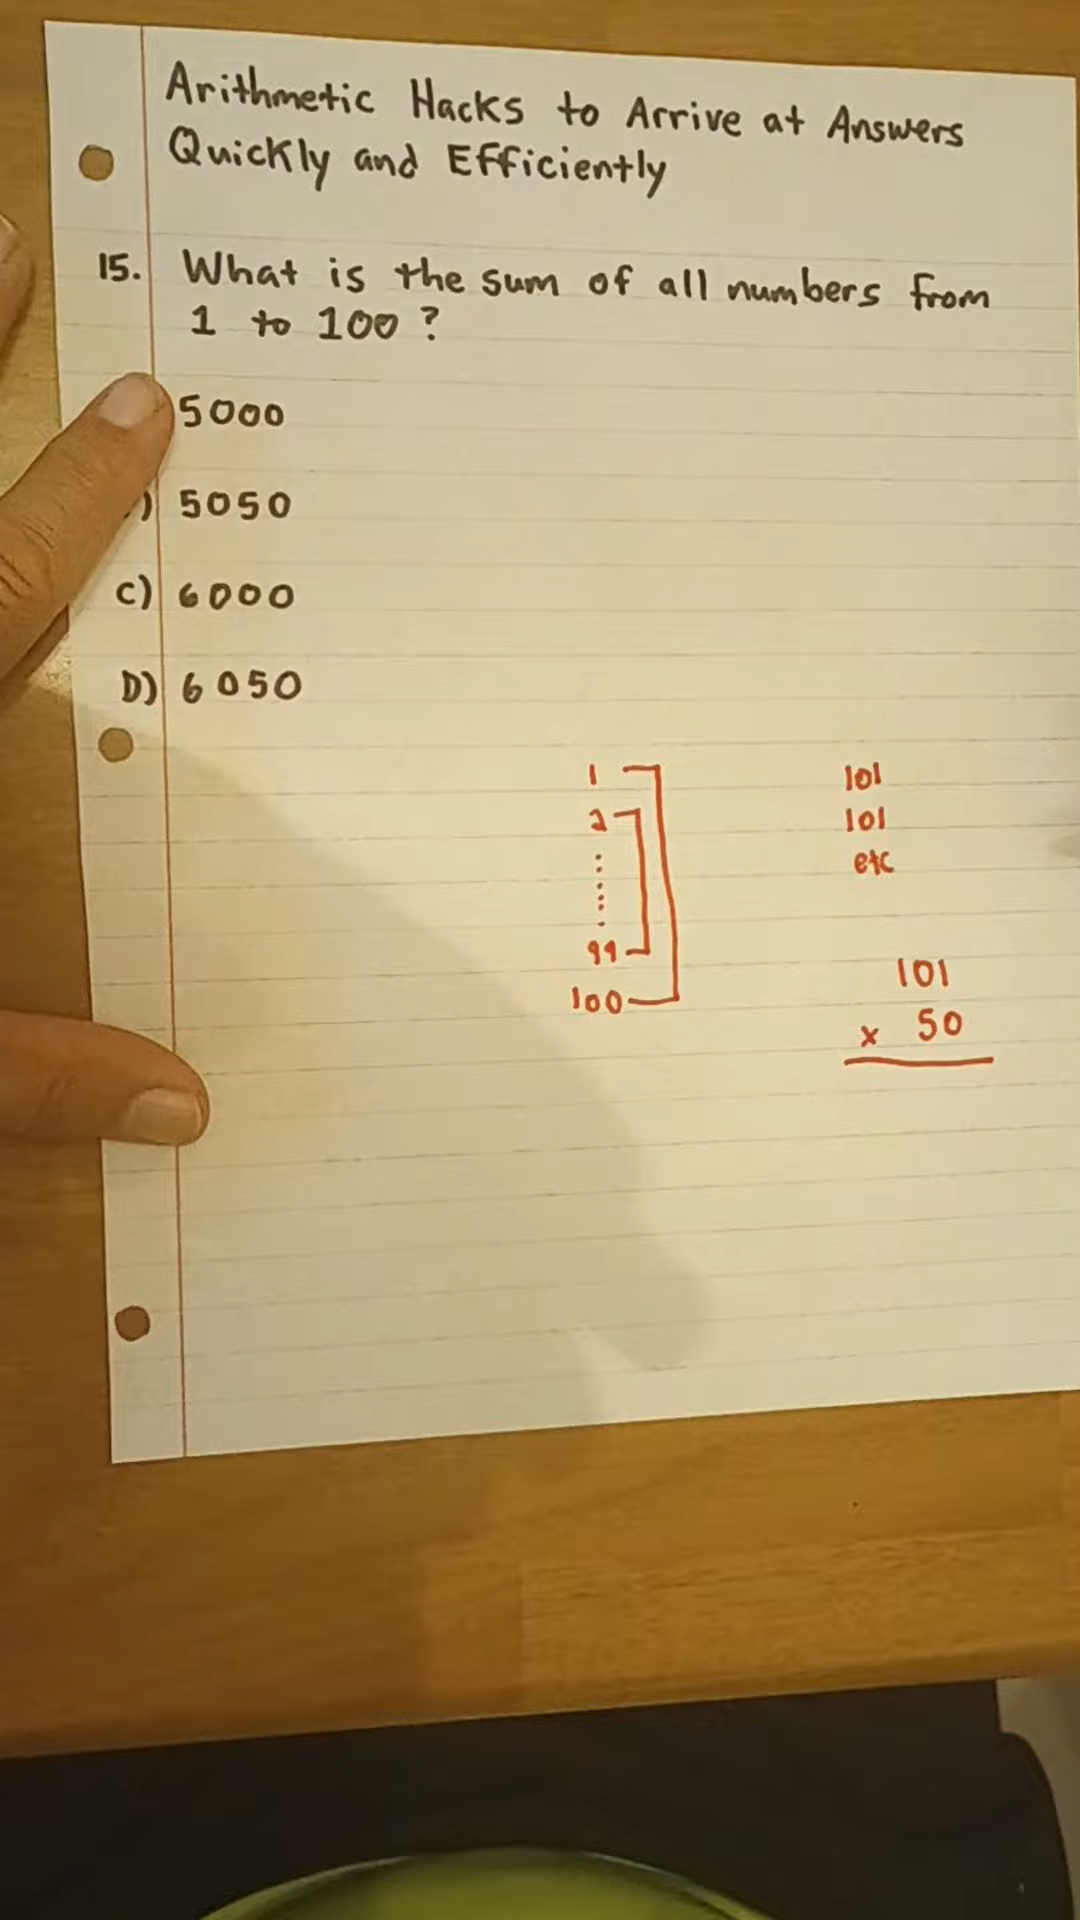 Arithmetic Hacks to Arrive at Answers
Quickly and Efficiently
15. What is the sum of all numbers from
1 to 100 ?
5000
) 5050
C) 6000
D) 6050
1
2
99
100
101
101
etc
101
x 50